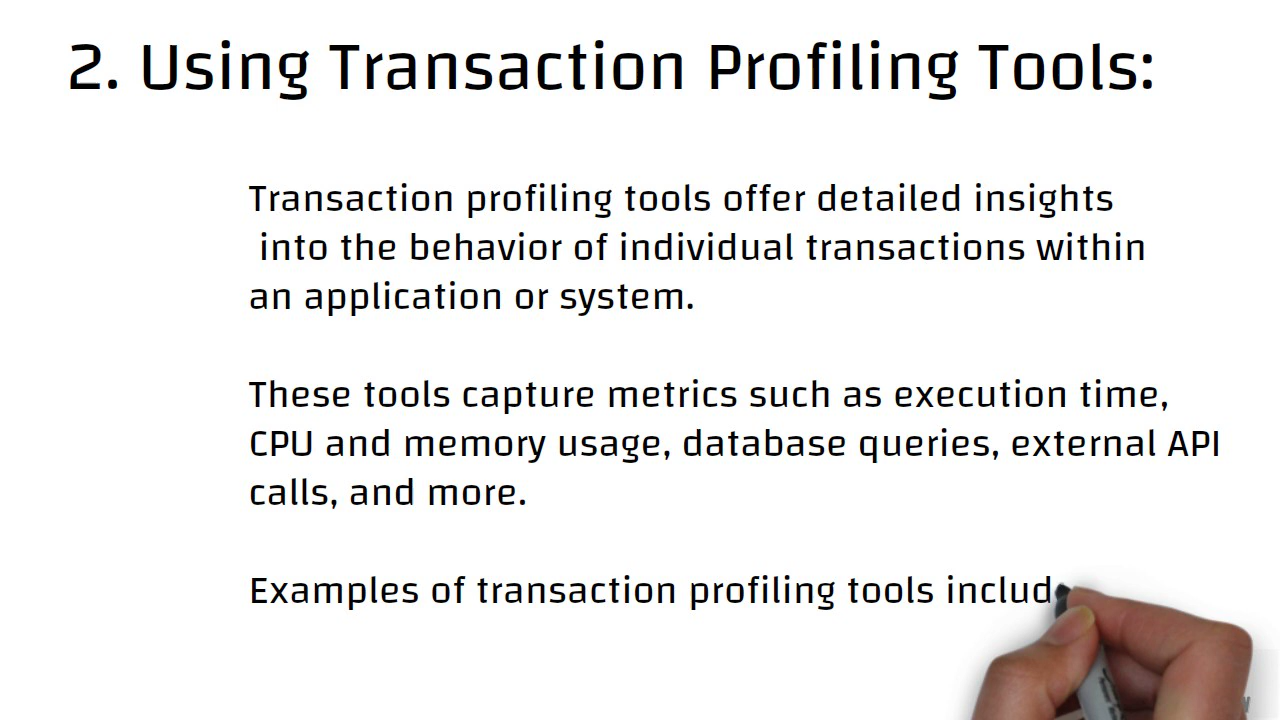 2. Using Transaction Profiling Tools:
Transaction profiling tools offer detailed insights
into the behavior of individual transactions within
an application or system.
These tools capture metrics such as execution time,
CPU and memory usage, database queries, external API
calls, and more.
Examples of transaction profiling tools includ